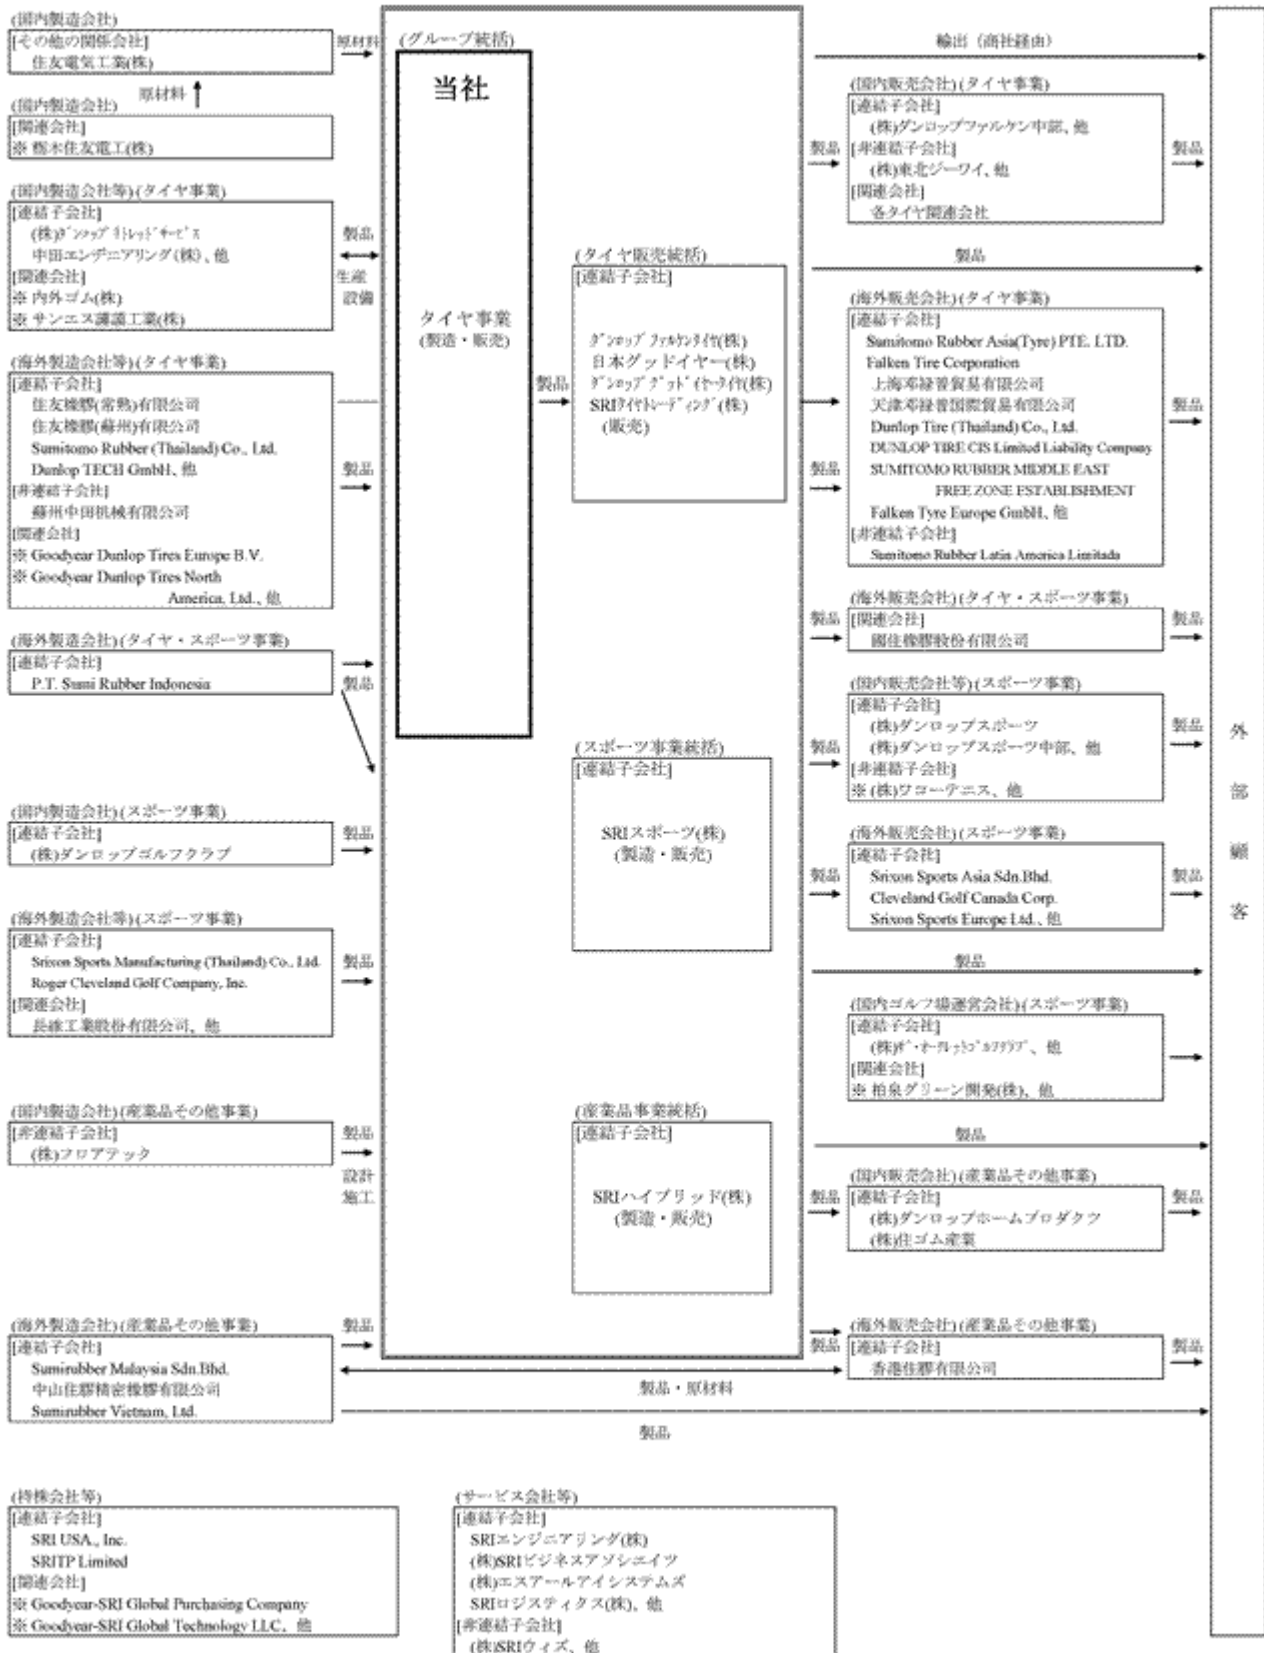 (国内製造会社)
[その他の関係会社]
住友電気工業(株)
原材料
原材料
(国内製造会社)
[関連会社]
※ 栃木住友電工(株)
(国内製造会社等)(タイヤ事業)
[連結子会社]
(株)ダンロップリトレッドサービス
中田エンヂニアリング(株)、他
[関連会社]
※ 内外ゴム(株)
※ サンエス護謨工業(株)
製品
生産
設備
(海外製造会社等)(タイヤ事業)
[連結子会社]
住友橡膠(常熟)有限公司
住友橡膠(蘇州)有限公司
Sumitomo Rubber (Thailand) Co., Ltd.
Dunlop TECH GmbH、他
[非連結子会社]
蘇州中田机械有限公司
[関連会社]
※ Goodyear Dunlop Tires Europe B.V.
※ Goodyear Dunlop Tires North
America, Ltd.、他
製品
(海外製造会社)(タイヤ・スポーツ事業)
[連結子会社]
P.T. Sumi Rubber Indonesia
製品
(国内製造会社)(スポーツ事業)
[連結子会社]
(株)ダンロップゴルフクラブ
製品
(海外製造会社等)(スポーツ事業)
[連結子会社]
Srixon Sports Manufacturing (Thailand) Co., Ltd.
Roger Cleveland Golf Company, Inc.
[関連会社]
長維工業股份有限公司、他
製品
(国内製造会社)(産業品その他事業)
[非連結子会社]
(株)フロアテック
製品
設計
施工
(海外製造会社)(産業品その他事業)
[連結子会社]
Sumirubber Malaysia Sdn.Bhd.
中山住膠精密橡膠有限公司
Sumirubber Vietnam, Ltd.
製品
(グループ統括)
当社
タイヤ事業
(製造・販売)
製品
(タイヤ販売統括)
[連結子会社]
ダンロップファルケンタイヤ(株)
日本グッドイヤー(株)
ダンロップグッドイヤータイヤ(株)
SRIタイヤトレーディング(株)
(販売)
(スポーツ事業統括)
[連結子会社]
SRIスポーツ(株)
(製造・販売)
(産業品事業統括)
[連結子会社]
SRIハイブリッド(株)
(製造・販売)
輸出（商社経由）
(国内販売会社)(タイヤ事業)
[連結子会社]
(株)ダンロップファルケン中部、他
[非連結子会社]
(株)東北ジーワイ、他
[関連会社]
各タイヤ関連会社
製品
製品
製品
(海外販売会社)(タイヤ事業)
[連結子会社]
Sumitomo Rubber Asia(Tyre) PTE. LTD.
Falken Tire Corporation
上海邓禄普貿易有限公司
天津邓禄普国際貿易有限公司
Dunlop Tire (Thailand) Co., Ltd.
DUNLOP TIRE CIS Limited Liability Company
SUMITOMO RUBBER MIDDLE EAST
FREE ZONE ESTABLISHMENT
Falken Tyre Europe GmbH、他
[非連結子会社]
Sumitomo Rubber Latin America Limitada
製品
製品
(海外販売会社)(タイヤ・スポーツ事業)
[関連会社]
國住橡膠股份有限公司
製品
製品
(国内販売会社等)(スポーツ事業)
[連結子会社]
(株)ダンロップスポーツ
(株)ダンロップスポーツ中部、他
[非連結子会社]
※ (株)ワコーテニス、他
製品
製品
(海外販売会社)(スポーツ事業)
[連結子会社]
Srixon Sports Asia Sdn.Bhd.
Cleveland Golf Canada Corp.
Srixon Sports Europe Ltd.、他
製品
製品
製品
(国内ゴルフ場運営会社)(スポーツ事業)
[連結子会社]
(株)ザ・オークレットゴルフクラブ、他
[関連会社]
※ 柏泉グリーン開発(株)、他
製品
(国内販売会社)(産業品その他事業)
[連結子会社]
(株)ダンロップホームプロダクツ
(株)住ゴム産業
製品
製品
(海外販売会社)(産業品その他事業)
[連結子会社]
香港住膠有限公司
製品
製品
製品・原材料
製品
外部顧客
(持株会社等)
[連結子会社]
SRI USA., Inc.
SRITP Limited
[関連会社]
※ Goodyear-SRI Global Purchasing Company
※ Goodyear-SRI Global Technology LLC、他
(サービス会社等)
[連結子会社]
SRIエンジニアリング(株)
(株)SRIビジネスアソシエイツ
(株)エスアールアイシステムズ
SRIロジスティクス(株)、他
[非連結子会社]
(株)SRIウィズ、他